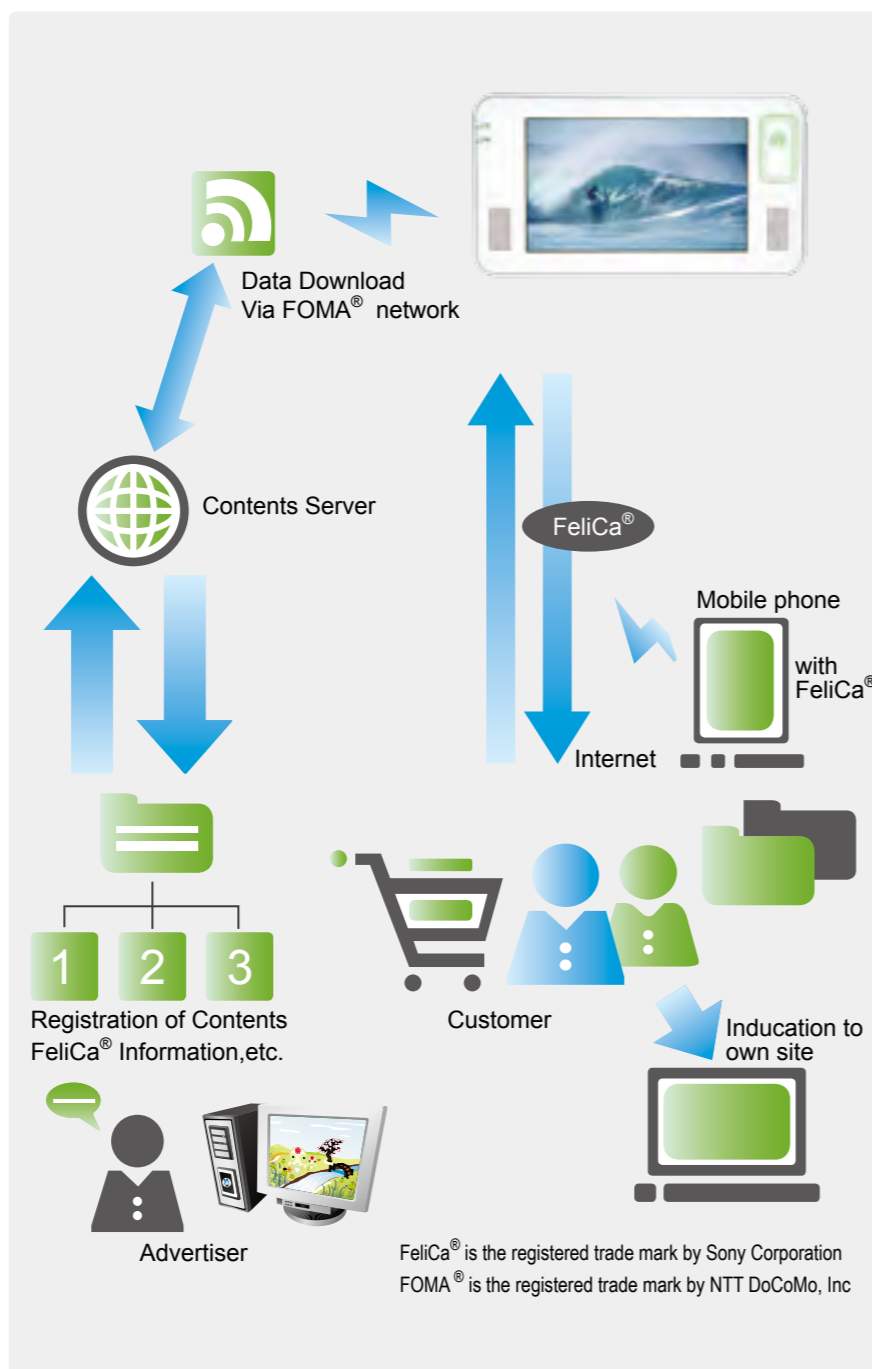 Data Download
Via FOMA® network
Contents Server
FeliCa®
Mobile phone
with
FeliCa®
Internet
1 2 3
Registration of Contents
FeliCa® Information,etc.
Customer
Inducation to
own site
Advertiser
FeliCa® is the registered trade mark by Sony Corporation
FOMA ® is the registered trade mark by NTT DoCoMo, Inc